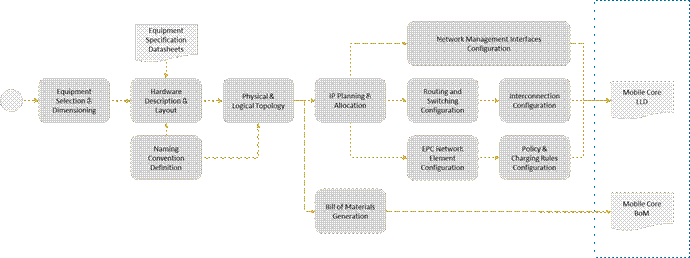 Equipment
Specification
Datasheets
Network Management Interfaces
Configuration
Equipment
Selection &
Dimensioning
Hardware
Description &
Layout
Physical &
Logical Topology
IP Planning &
Allocation
Routing and
Switching
Configuration
Interconnection
Configuration
Mobile Core
LLD
Naming
Convention
Definition
EPC Network
Element
Configuration
Policy &
Charging Rules
Configuration
Bill of Materials
Generation
Mobile Core
BoM